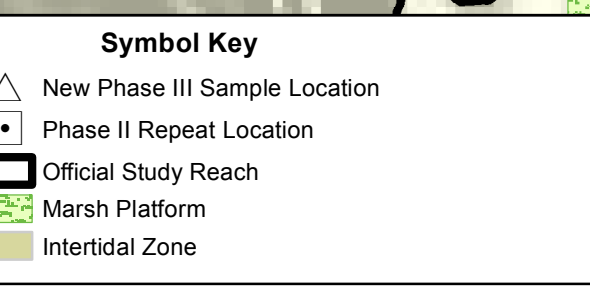 Symbol Key
New Phase III Sample Location
Phase II Repeat Location
Official Study Reach
Marsh Platform
Intertidal Zone